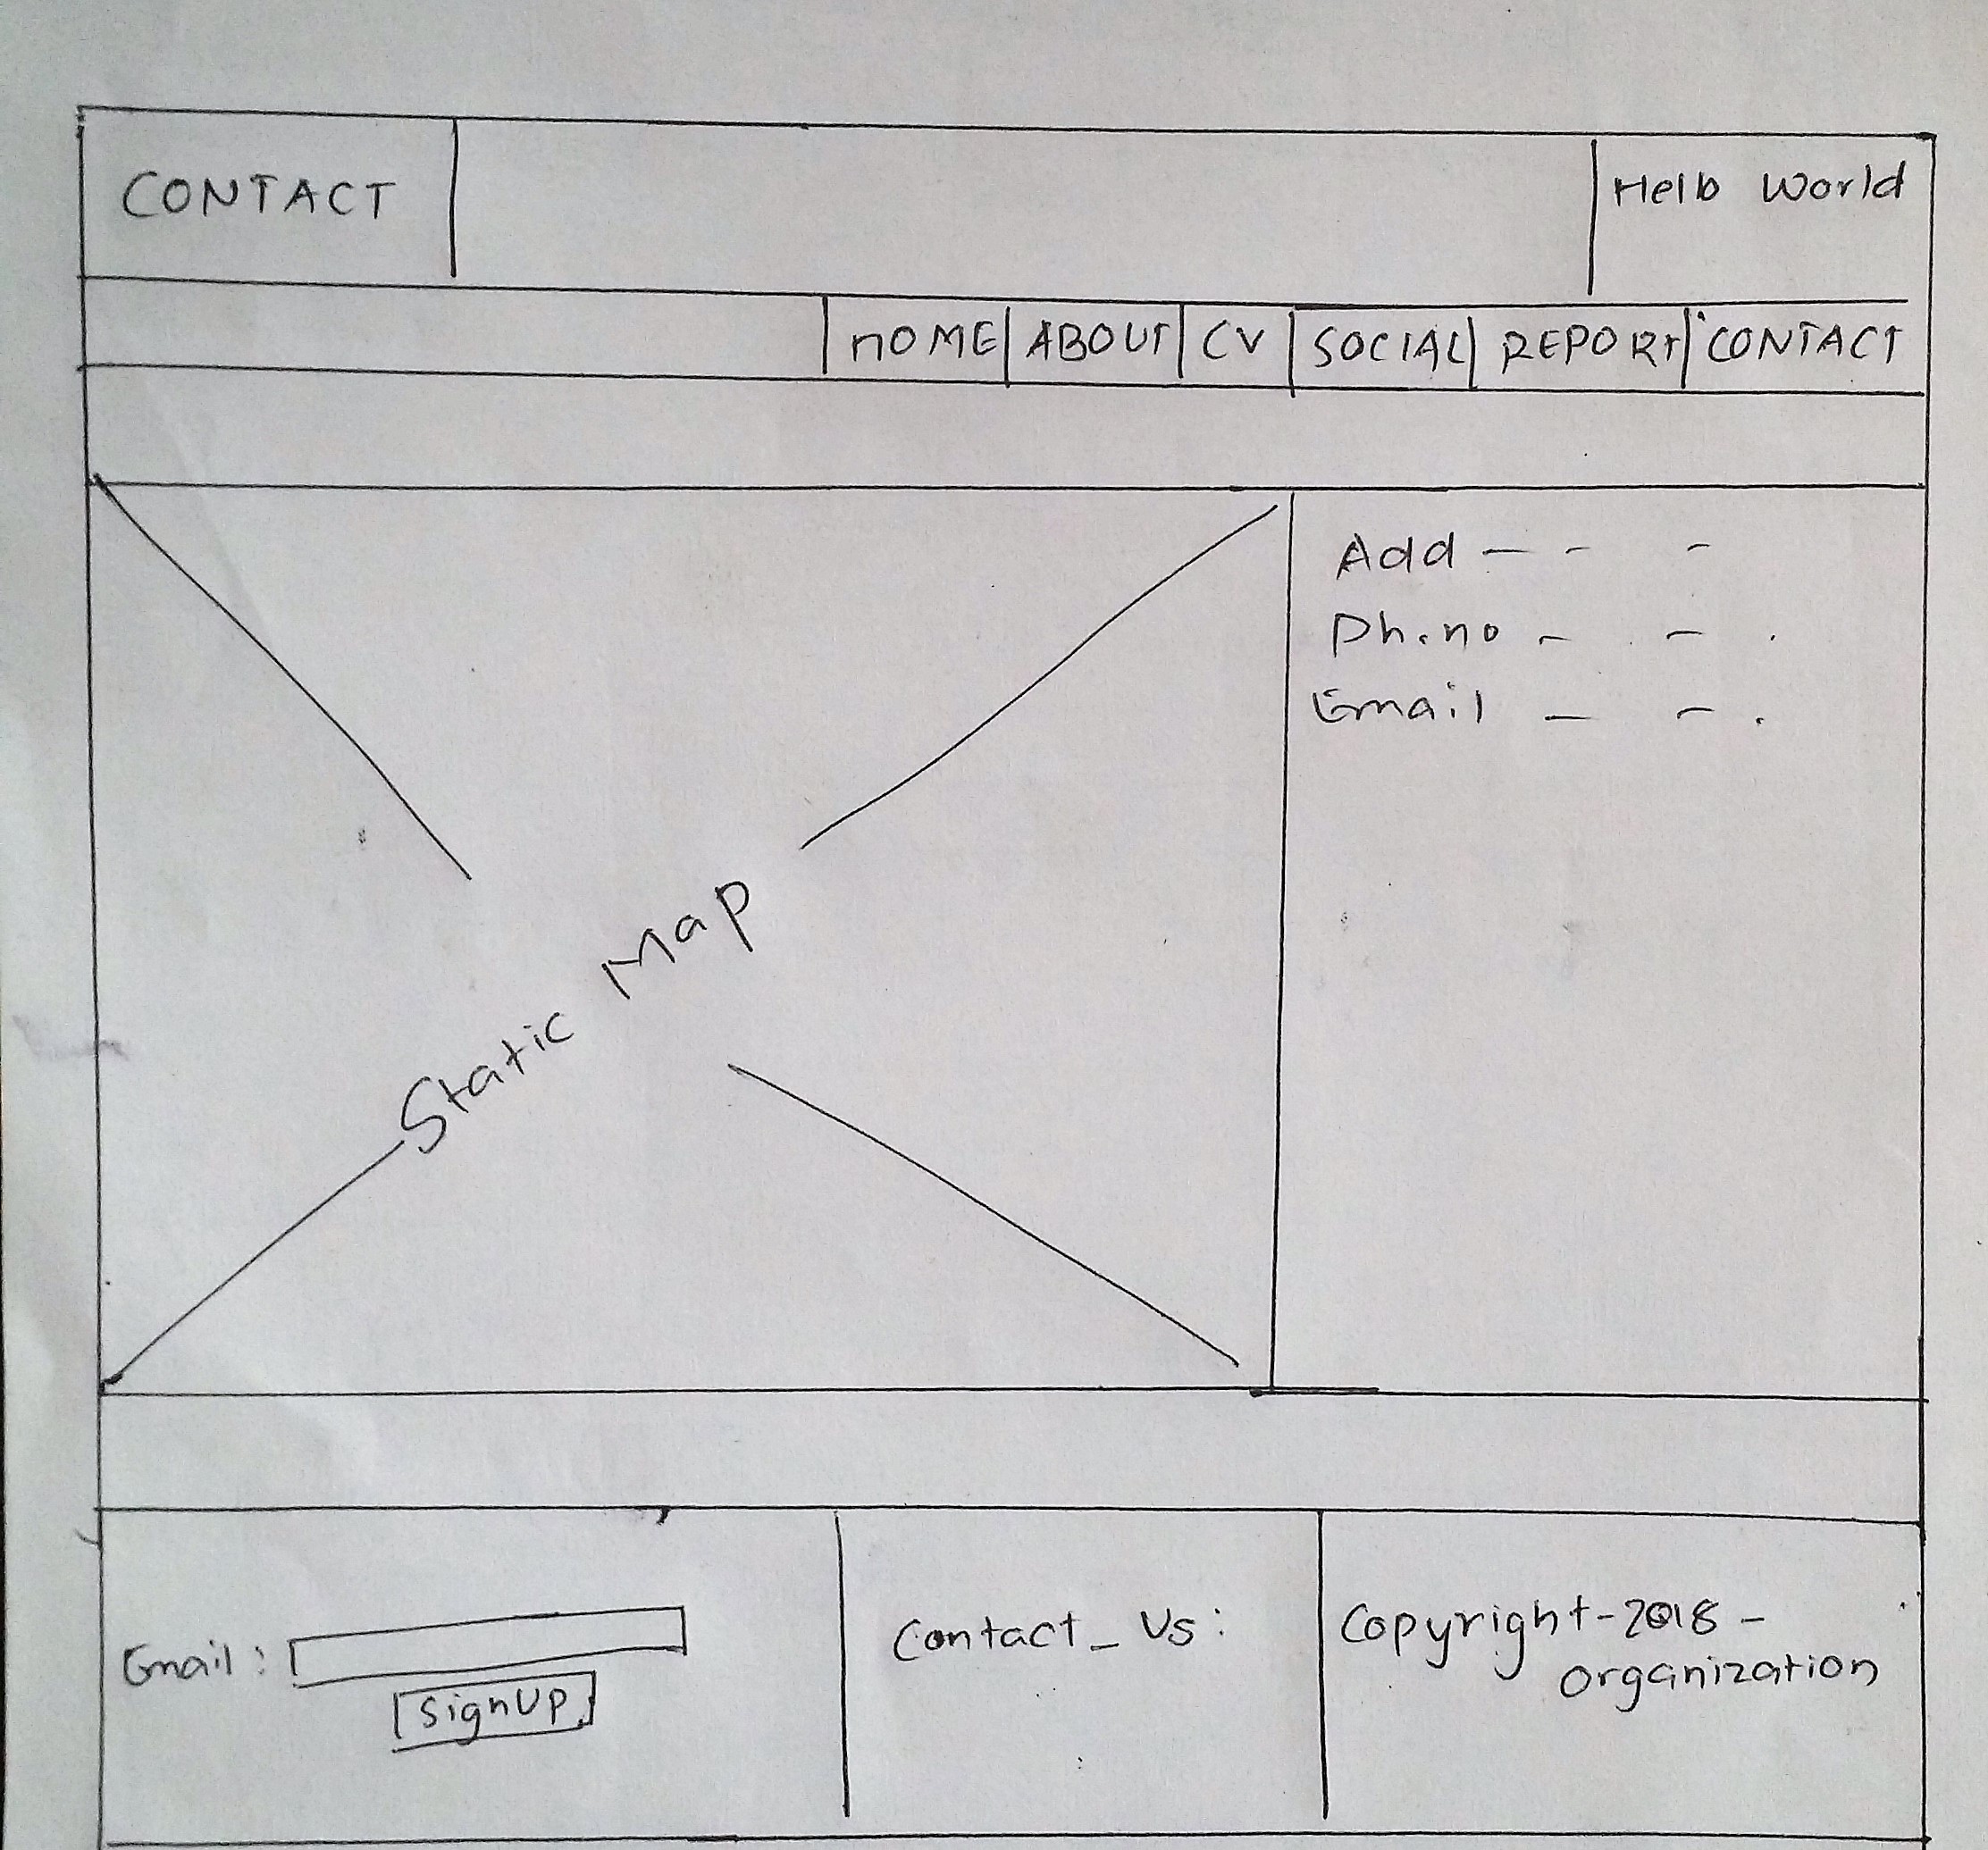 CONTACT
Hello World
HOME ABOUT CV SOCIAL REPORT CONTACT
Add — - -
Ph.no - - .
Email — - .
Static Map
Email :
SignUp
Contact_Us:
Copyright-2018-
organization